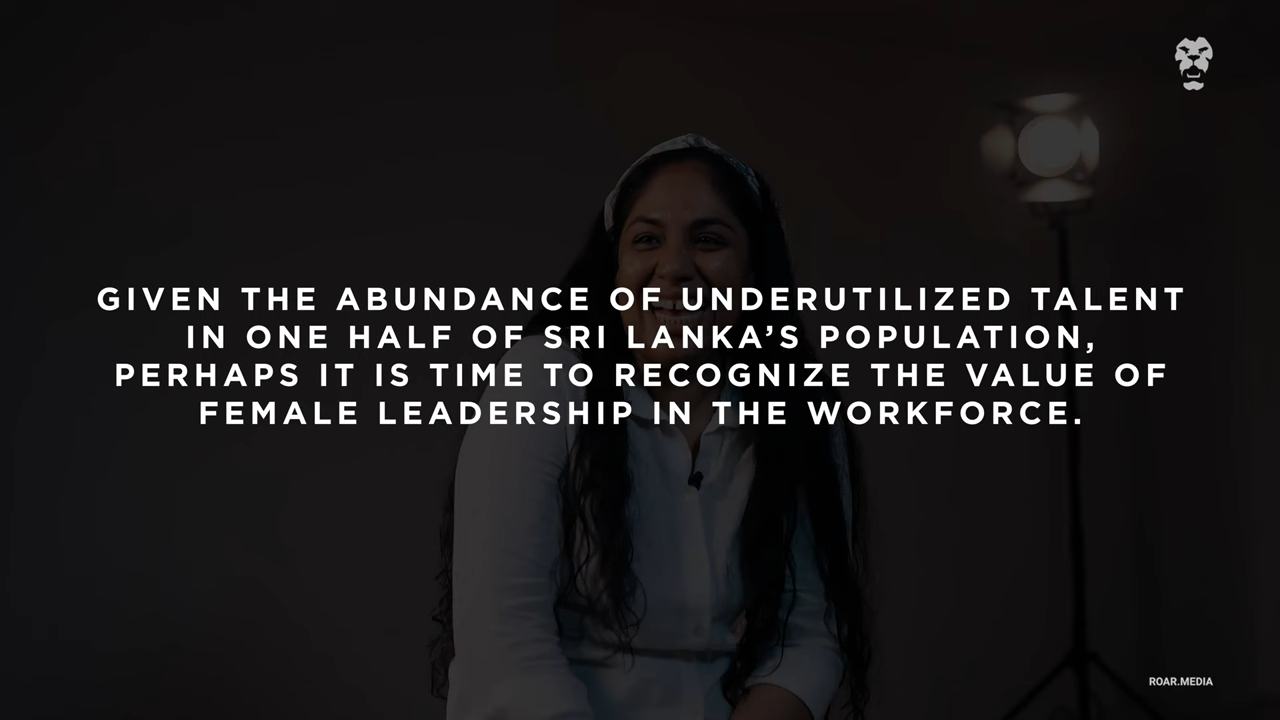 GIVEN THE ABUNDANCE OF UNDERUTILIZED TALENT
IN ONE HALF OF SRI LANKA’S POPULATION,
PERHAPS IT IS TIME TO RECOGNIZE THE VALUE OF
FEMALE LEADERSHIP IN THE WORKFORCE.
ROAR.MEDIA